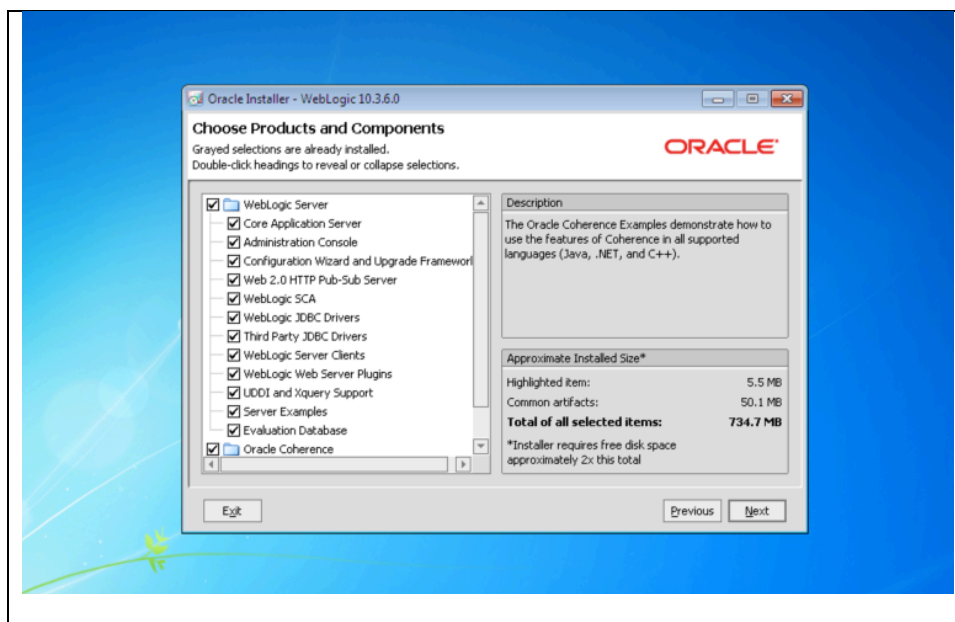 Oracle Installer - WebLogic 10.3.6.0
Choose Products and Components
Grayed selections are already installed.
Double-click headings to reveal or collapse selections.
ORACLE
WebLogic Server
Core Application Server
Administration Console
Configuration Wizard and Upgrade Framework
Web 2.0 HTTP Pub-Sub Server
WebLogic SCA
WebLogic JDBC Drivers
Third Party JDBC Drivers
WebLogic Server Clients
WebLogic Web Server Plugins
UDDI and Xquery Support
Server Examples
Evaluation Database
Oracle Coherence
Description
The Oracle Coherence Examples demonstrate how to
use the features of Coherence in all supported
languages (Java, .NET, and C++).
Approximate Installed Size*
Highlighted item: 5.5 MB
Common artifacts: 50.1 MB
Total of all selected items: 734.7 MB
*Installer requires free disk space
approximately 2x this total
Exit
Previous
Next